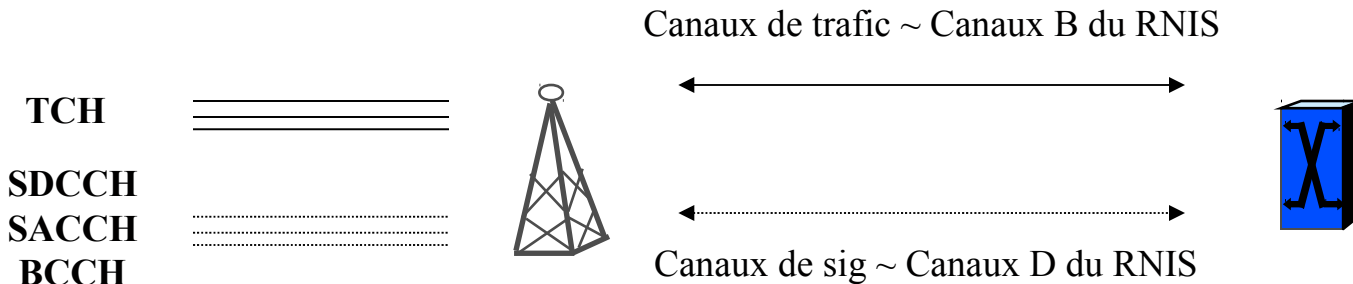 Canaux de trafic ~ Canaux B du RNIS
TCH
SDCCH
SACCH
BCCH
Canaux de sig ~ Canaux D du RNIS